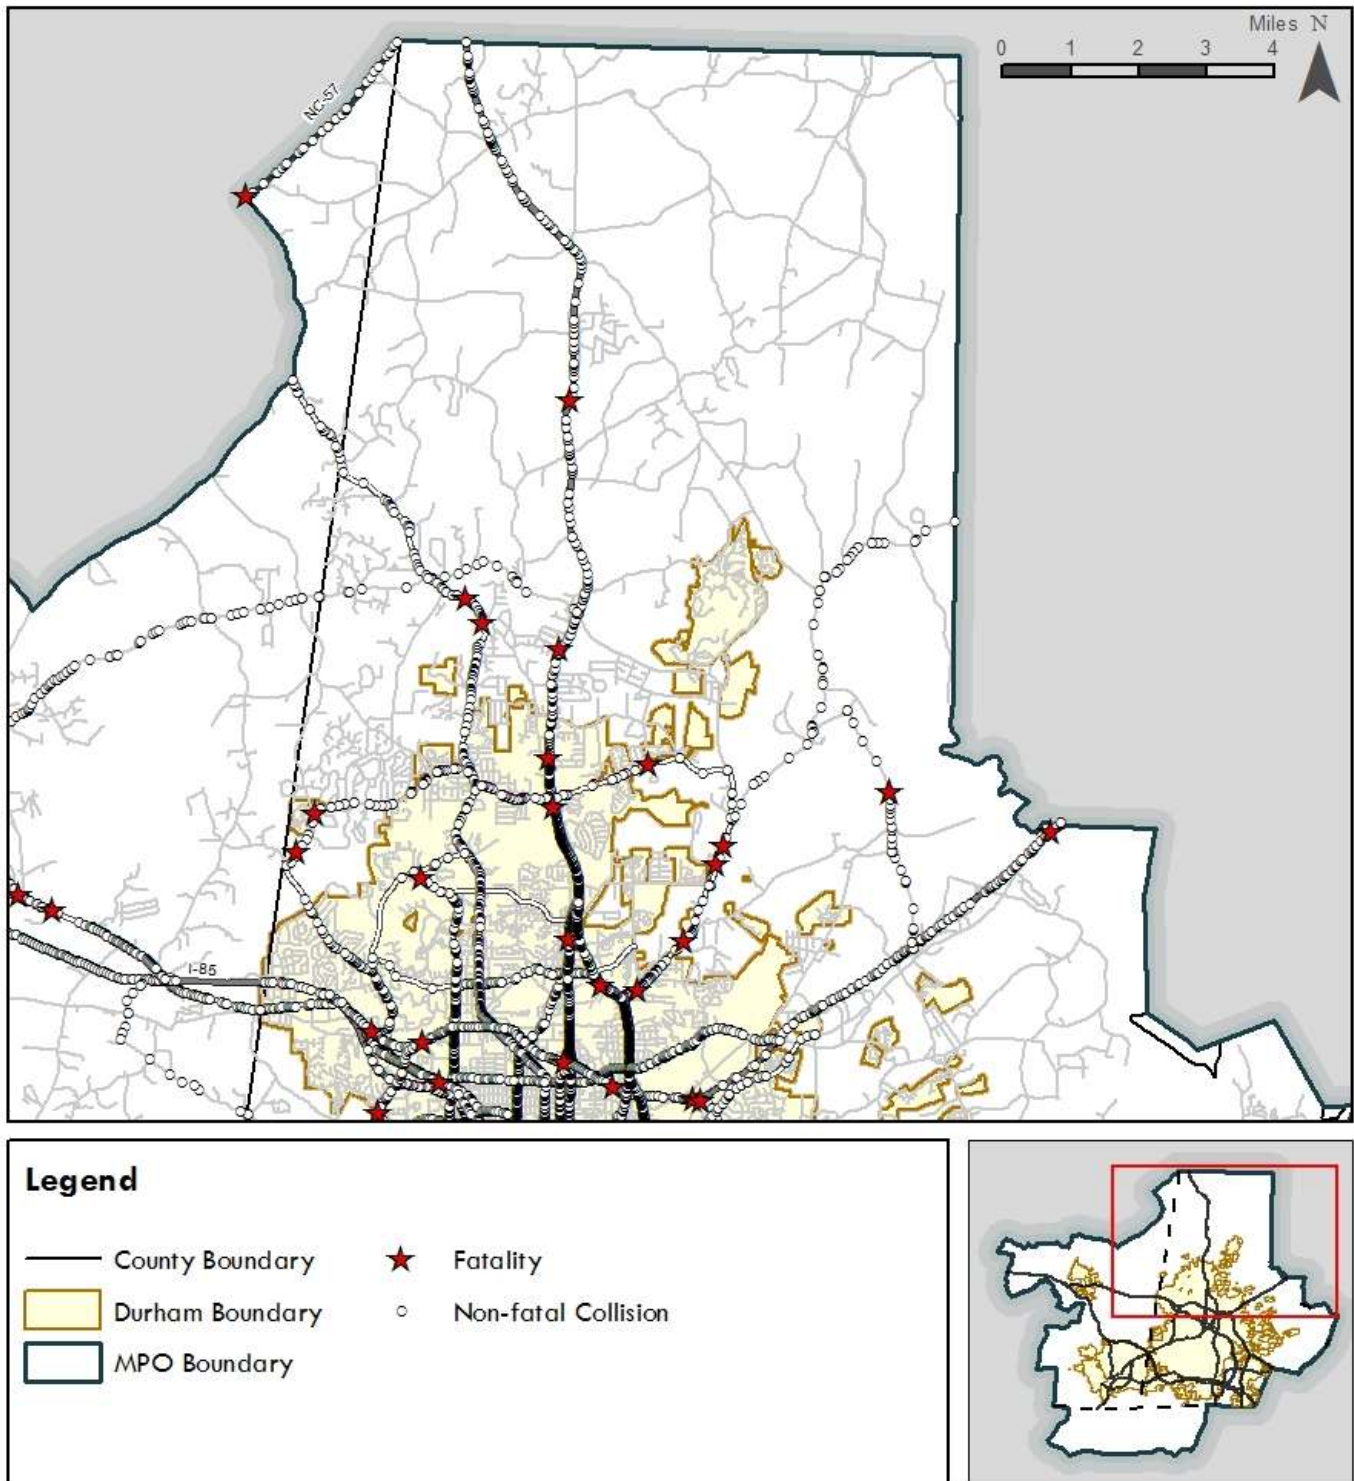 Miles N
0 1 2 3 4
NC-57
I-85
Legend
County Boundary
Fatality
Durham Boundary
Non-fatal Collision
MPO Boundary